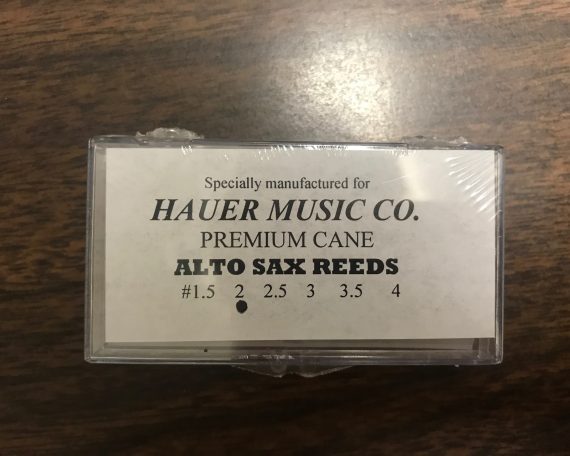 Specially manufactured for
HAUER MUSIC CO.
PREMIUM CANE
ALTO SAX REEDS
#1.5 2 2.5 3 3.5 4